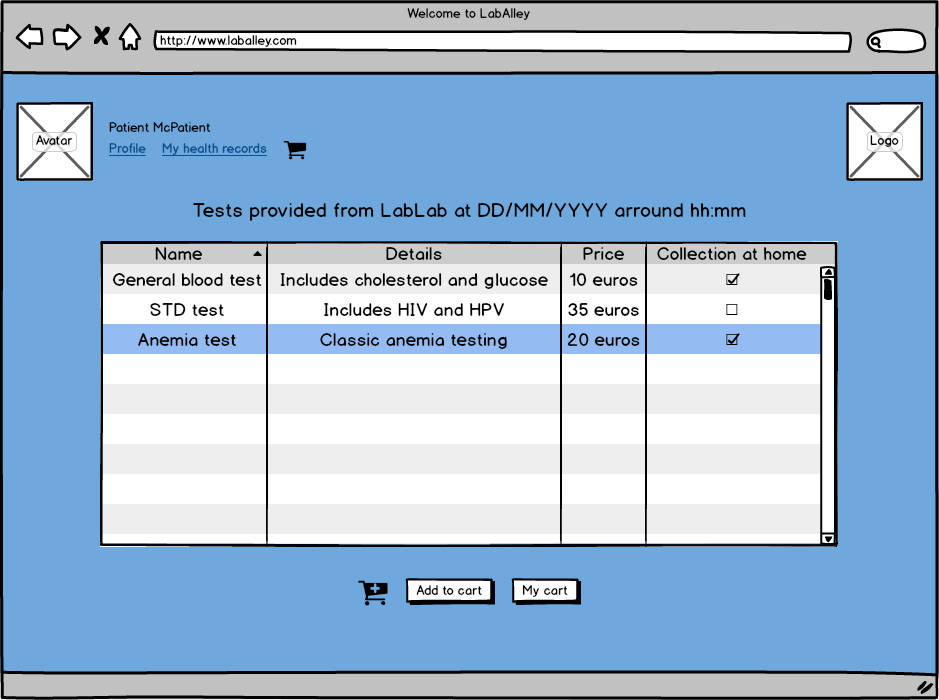 Welcome to LabAlley
http://www.laballey.com
Avatar
Patient McPatient
Profile My health records
Logo
Tests provided from LabLab at DD/MM/YYYY arround hh:mm
Name Details Price Collection at home
General blood test Includes cholesterol and glucose 10 euros
STD test Includes HIV and HPV 35 euros
Anemia test Classic anemia testing 20 euros
Add to cart My cart